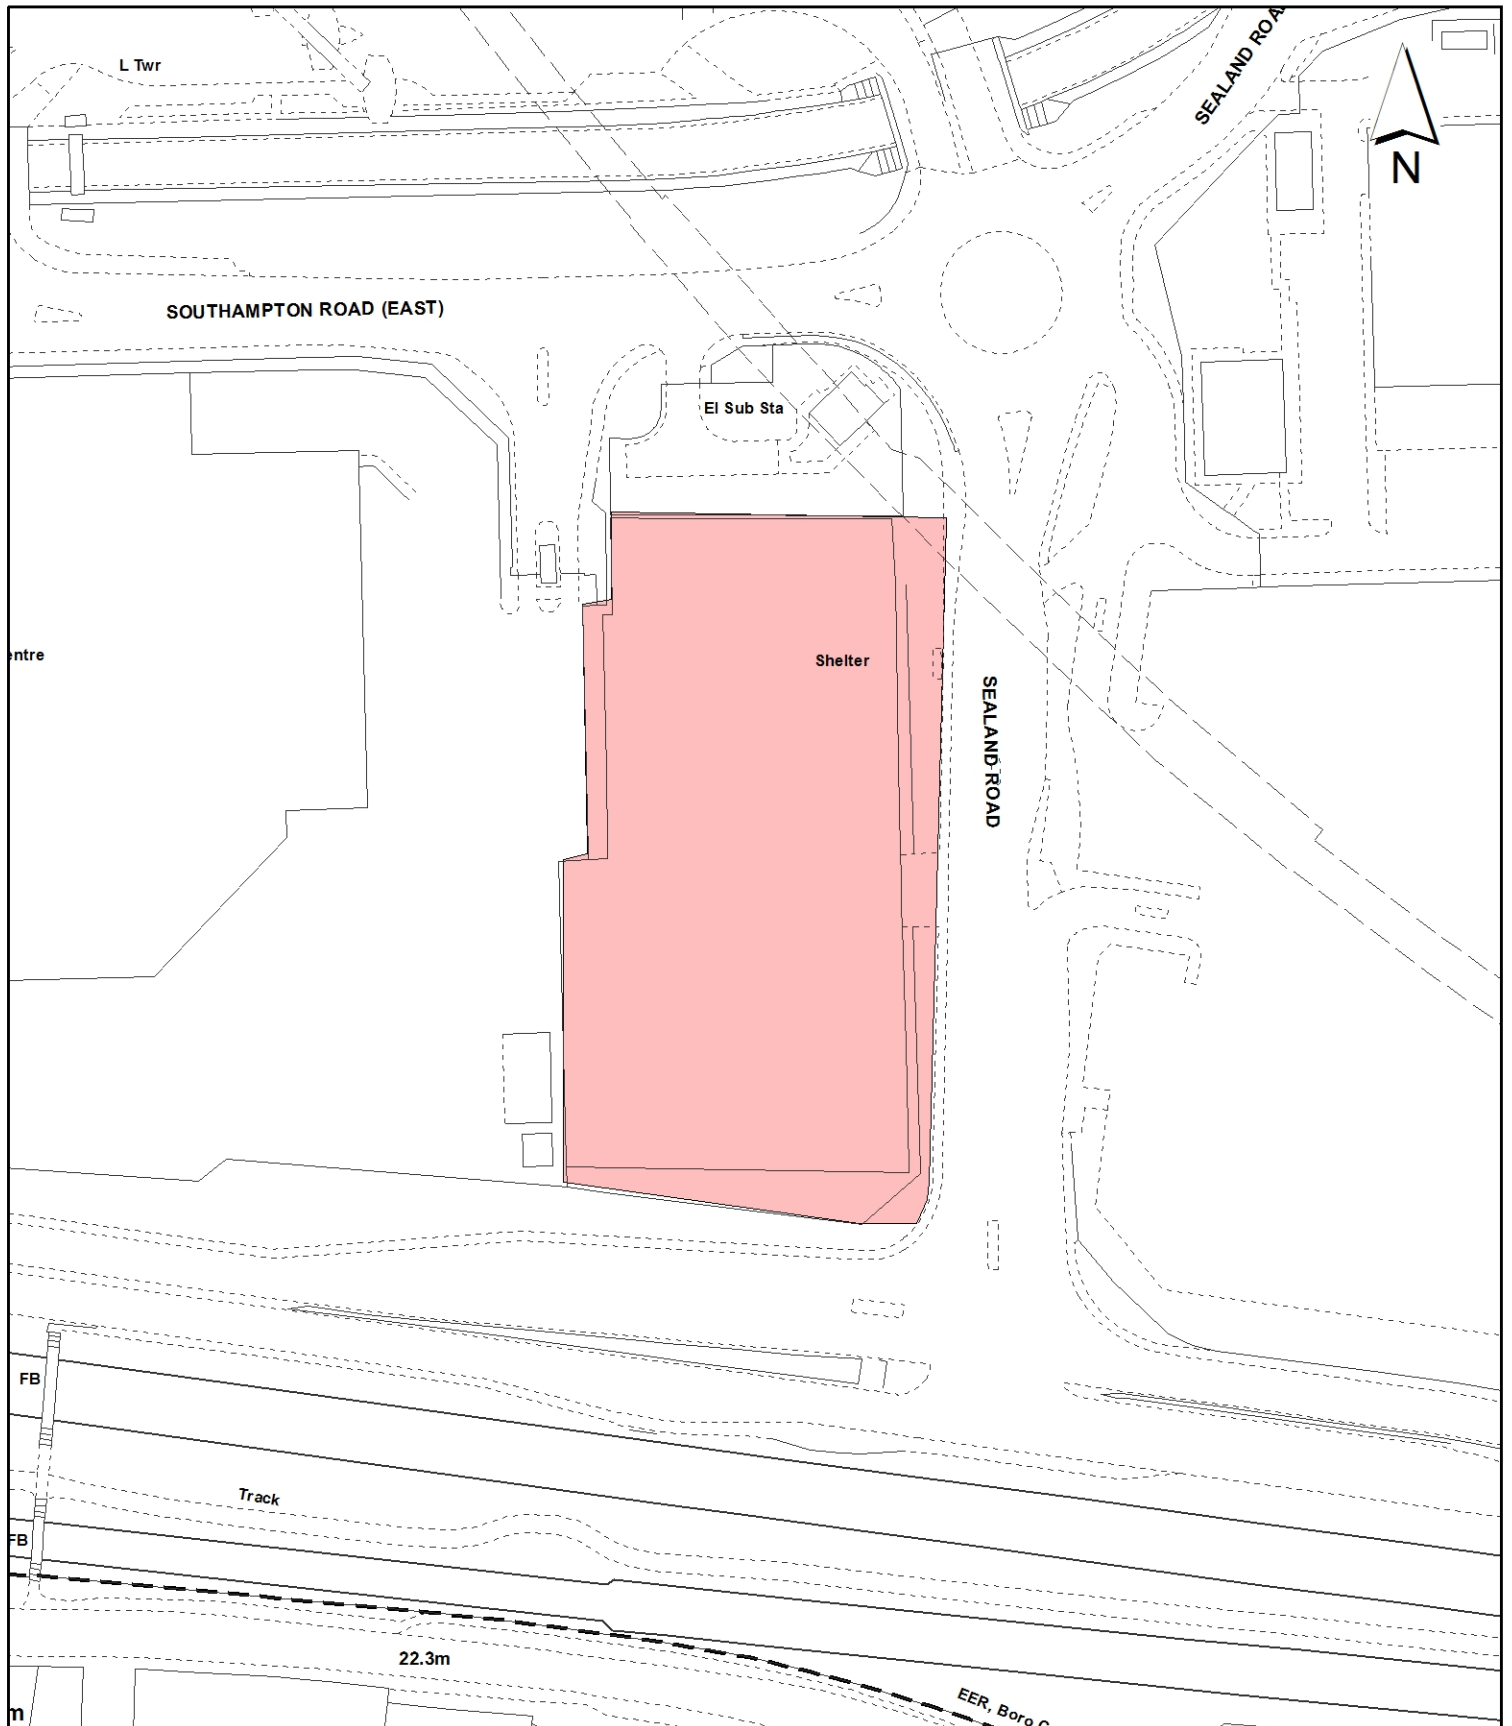 L Twr
SEALAND ROA
N
SOUTHAMPTON ROAD (EAST)
El Sub Sta
entre
Shelter
SEALAND ROAD
FB
Track
FB
22.3m
EER, Boro C
m